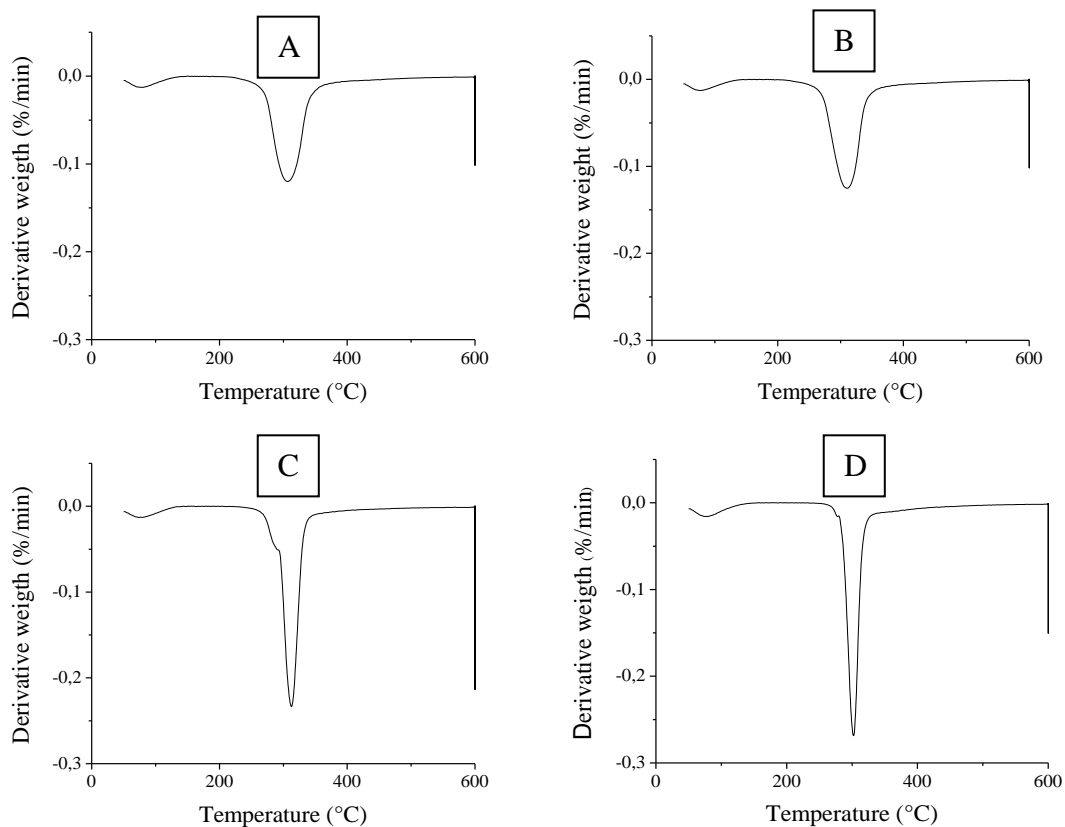 A
0,0
-0,1
-0,2
-0,3
0
200
400
600
Derivative weigth (%/min)
Temperature (°C)
B
0,0
-0,1
-0,2
-0,3
0
200
400
600
Derivative weight (%/min)
Temperature (°C)
C
0,0
-0,1
-0,2
-0,3
0
200
400
600
Derivative weigth (%/min)
Temperature (°C)
D
0,0
-0,1
-0,2
-0,3
0
200
400
600
Derivative weigth (%/min)
Temperature (°C)